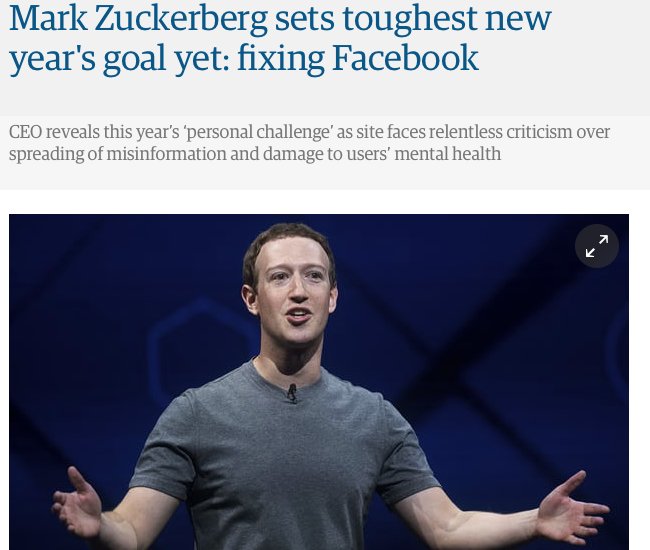 Mark Zuckerberg sets toughest new
year's goal yet: fixing Facebook
CEO reveals this year’s ‘personal challenge’ as site faces relentless criticism over
spreading of misinformation and damage to users’ mental health